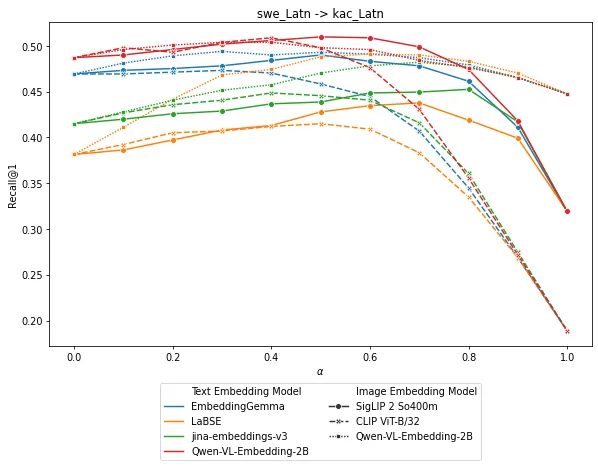 swe_Latn -> kac_Latn
Recall@1
0.50
0.45
0.40
0.35
0.30
0.25
0.20
0.0 0.2 0.4 0.6 0.8 1.0
α
Text Embedding Model
EmbeddingGemma
LaBSE
jina-embeddings-v3
Qwen-VL-Embedding-2B
Image Embedding Model
SigLIP 2 So400m
CLIP ViT-B/32
Qwen-VL-Embedding-2B